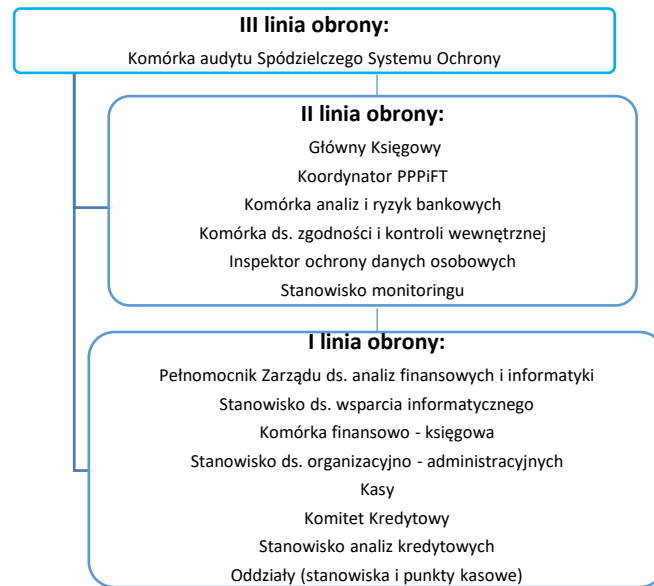 III linia obrony:
Komórka audytu Spódzielczego Systemu Ochrony
II linia obrony:
Główny Księgowy
Koordynator PPPiFT
Komórka analiz i ryzyk bankowych
Komórka ds. zgodności i kontroli wewnętrznej
Inspektor ochrony danych osobowych
Stanowisko monitoringu
I linia obrony:
Pełnomocnik Zarządu ds. analiz finansowych i informatyki
Stanowisko ds. wsparcia informatycznego
Komórka finansowo - księgowa
Stanowisko ds. organizacyjno - administracyjnych
Kasy
Komitet Kredytowy
Stanowisko analiz kredytowych
Oddziały (stanowiska i punkty kasowe)